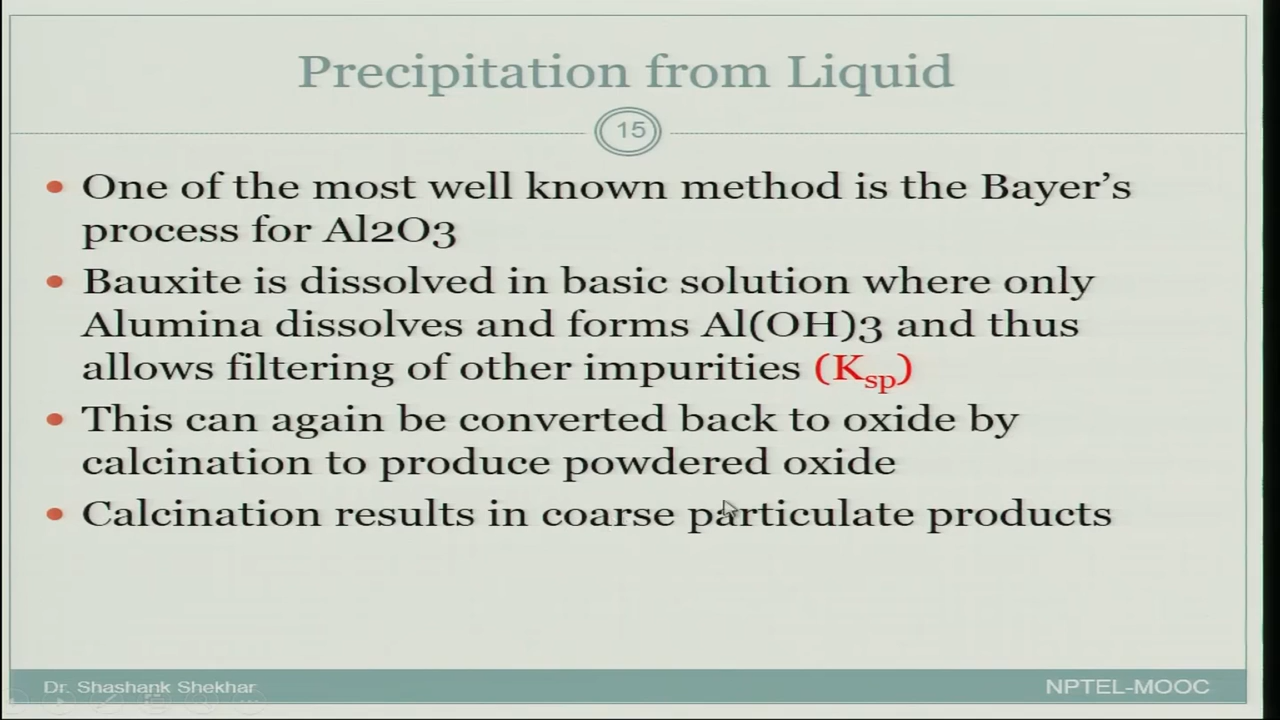 Precipitation from Liquid
15
• One of the most well known method is the Bayer's
process for Al2O3
• Bauxite is dissolved in basic solution where only
Alumina dissolves and forms Al(OH)3 and thus
allows filtering of other impurities (Ksp)
• This can again be converted back to oxide by
calcination to produce powdered oxide
• Calcination results in coarse particulate products
Dr. Shashank Shekhar
NPTEL-MOOC